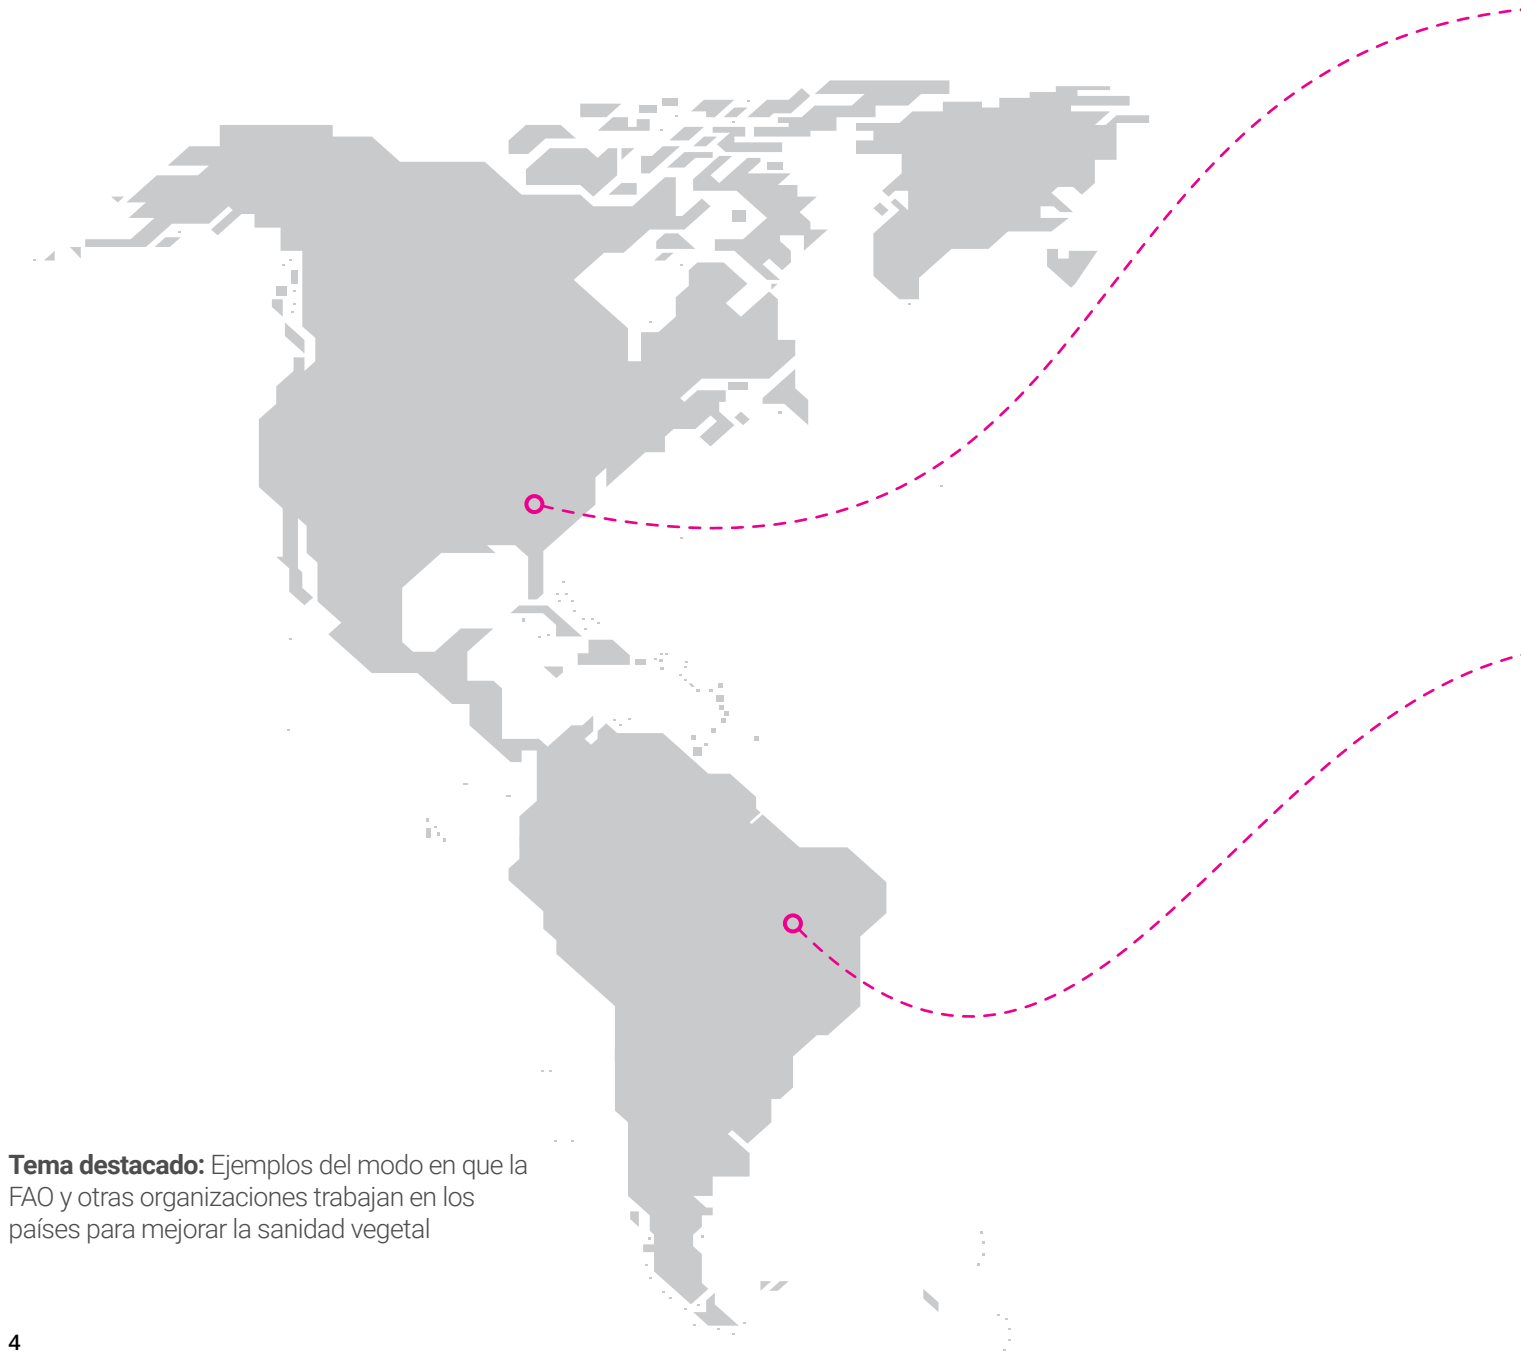 Tema destacado: Ejemplos del modo en que la
FAO y otras organizaciones trabajan en los
países para mejorar la sanidad vegetal
4